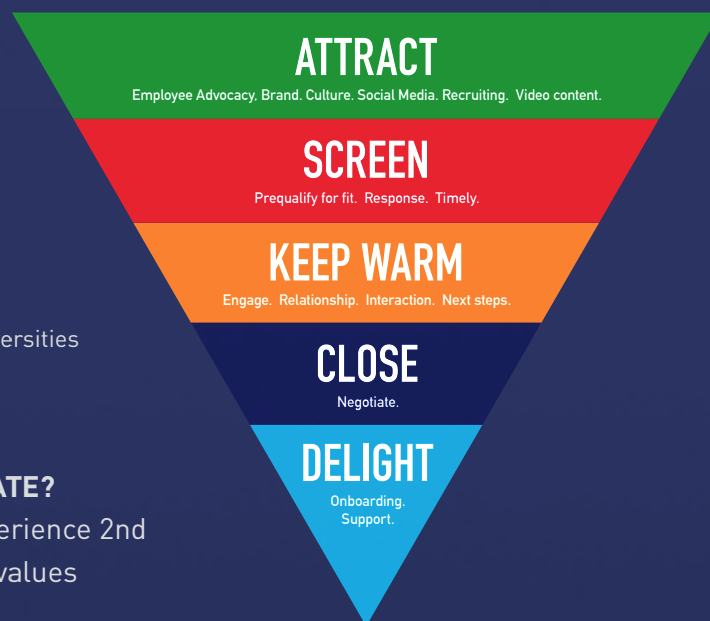 ATTRACT
Employee Advocacy, Brand. Culture. Social Media. Recruiting. Video content.
SCREEN
Prequalify for fit. Response. Timely.
KEEP WARM
Engage. Relationship. Interaction. Next steps.
CLOSE
Negotiate.
DELIGHT
Onboarding.
Support.
ersities
ATE?
erience 2nd
values